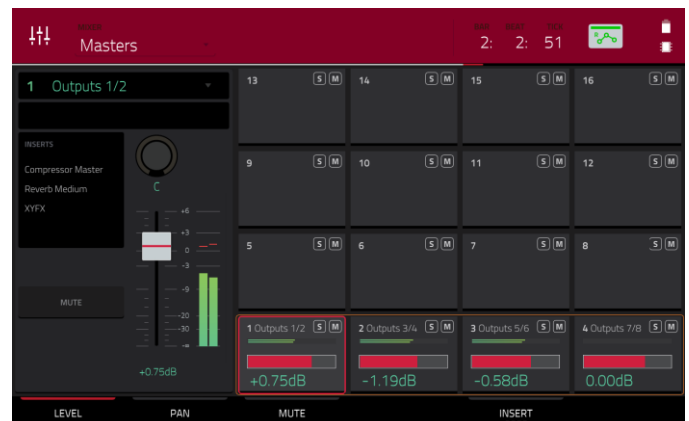 MIXER
Masters
BAR BEAT TICK
2: 2: 51
1 Outputs 1/2
INSERTS
Compressor Master
Reverb Medium
XYFX
C
+6
+3
0
-3
-9
-20
-30
-∞
MUTE
+0.75dB
13 S M
14 S M
15 S M
16 S M
9 S M
10 S M
11 S M
12 S M
5 S M
6 S M
7 S M
8 S M
1 Outputs 1/2 S M
2 Outputs 3/4 S M
3 Outputs 5/6 S M
4 Outputs 7/8 S M
+0.75dB
-1.19dB
-0.58dB
0.00dB
LEVEL
PAN
MUTE
INSERT